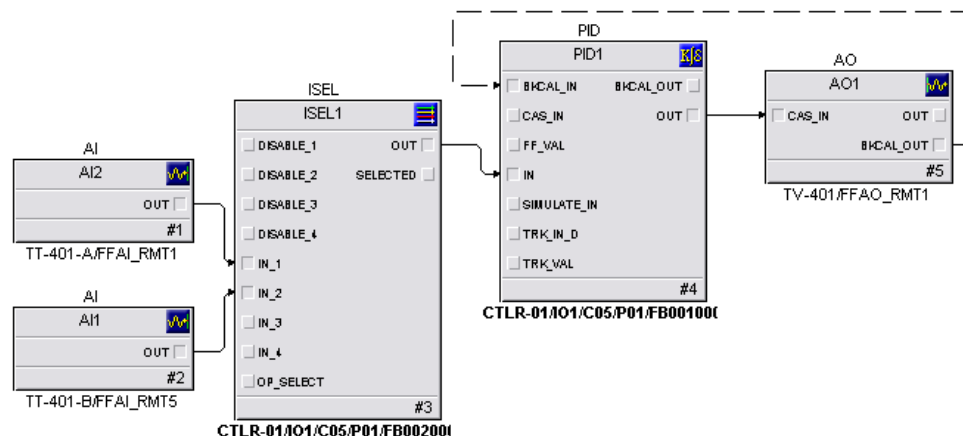 AI
AI2
OUT
#1
TT-401-A/FFAI_RMT1
AI
AI1
OUT
#2
TT-401-B/FFAI_RMT5
ISEL
ISEL1
DISABLE_1 OUT
DISABLE_2 SELECTED
DISABLE_3
DISABLE_4
IN_1
IN_2
IN_3
IN_4
OP_SELECT
#3
CTLR-01/IO1/C05/P01/FB002000
PID
PID1
BKCAL_IN BKCAL_OUT
CAS_IN OUT
FF_VAL
IN
SIMULATE_IN
TRK_IN_D
TRK_VAL
#4
CTLR-01/IO1/C05/P01/FB001000
AO
AO1
CAS_IN OUT
BKCAL_OUT
#5
TV-401/FFAO_RMT1